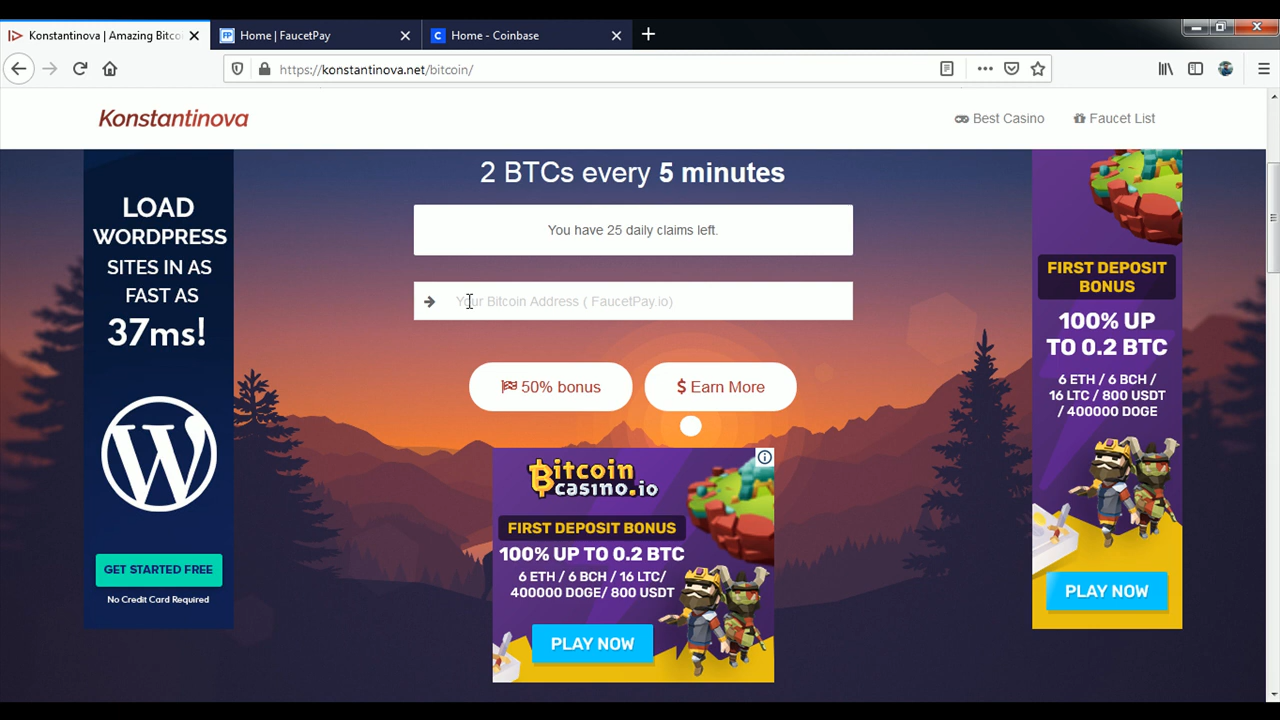 Konstantinova | Amazing Bitco
Home | FaucetPay
Home - Coinbase
https://konstantinova.net/bitcoin/
Konstantinova
Best Casino
Faucet List
2 BTCs every 5 minutes
You have 25 daily claims left.
Your Bitcoin Address ( FaucetPay.io)
50% bonus
$ Earn More
LOAD
WORDPRESS
SITES IN AS
FAST AS
37ms!
GET STARTED FREE
No Credit Card Required
Bitcoin
casino.io
FIRST DEPOSIT BONUS
100% UP TO 0.2 BTC
6 ETH / 6 BCH / 16 LTC/
400000 DOGE/ 800 USDT
PLAY NOW
FIRST DEPOSIT
BONUS
100% UP
TO 0.2 BTC
6 ETH / 6 BCH /
16 LTC / 800 USDT
/ 400000 DOGE
PLAY NOW